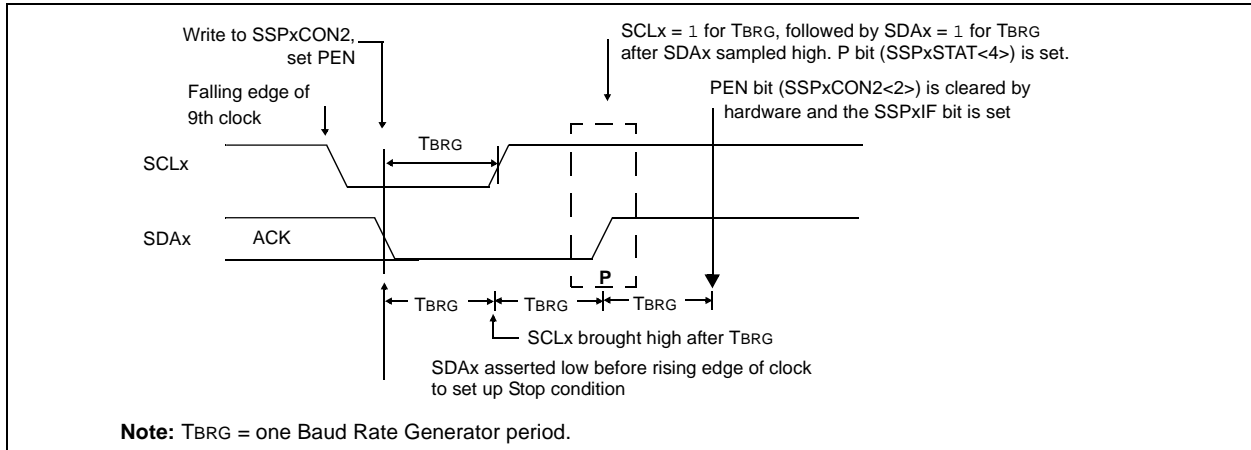 Write to SSPxCON2,
set PEN
SCLx = 1 for TBRG, followed by SDAx = 1 for TBRG
after SDAx sampled high. P bit (SSPxSTAT<4>) is set.
Falling edge of
9th clock
PEN bit (SSPxCON2<2>) is cleared by
hardware and the SSPxIF bit is set
TBRG
SCLx
SDAx
ACK
P
TBRG
TBRG
TBRG
SCLx brought high after TBRG
SDAx asserted low before rising edge of clock
to set up Stop condition
Note: TBRG = one Baud Rate Generator period.